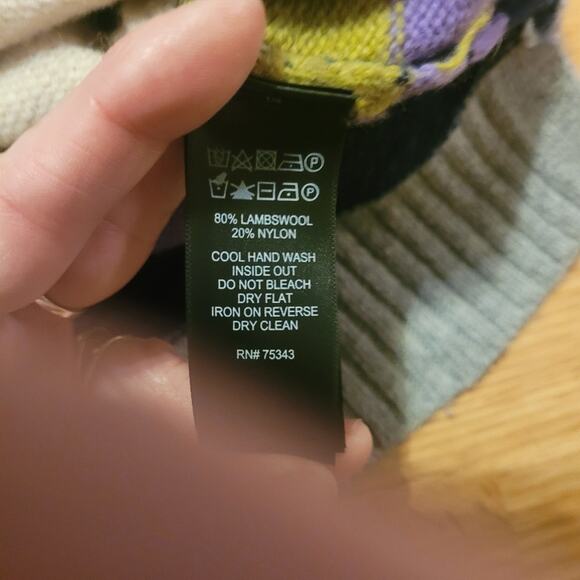 P
P
80% LAMBSWOOL
20% NYLON
COOL HAND WASH
INSIDE OUT
DO NOT BLEACH
DRY FLAT
IRON ON REVERSE
DRY CLEAN
RN# 75343